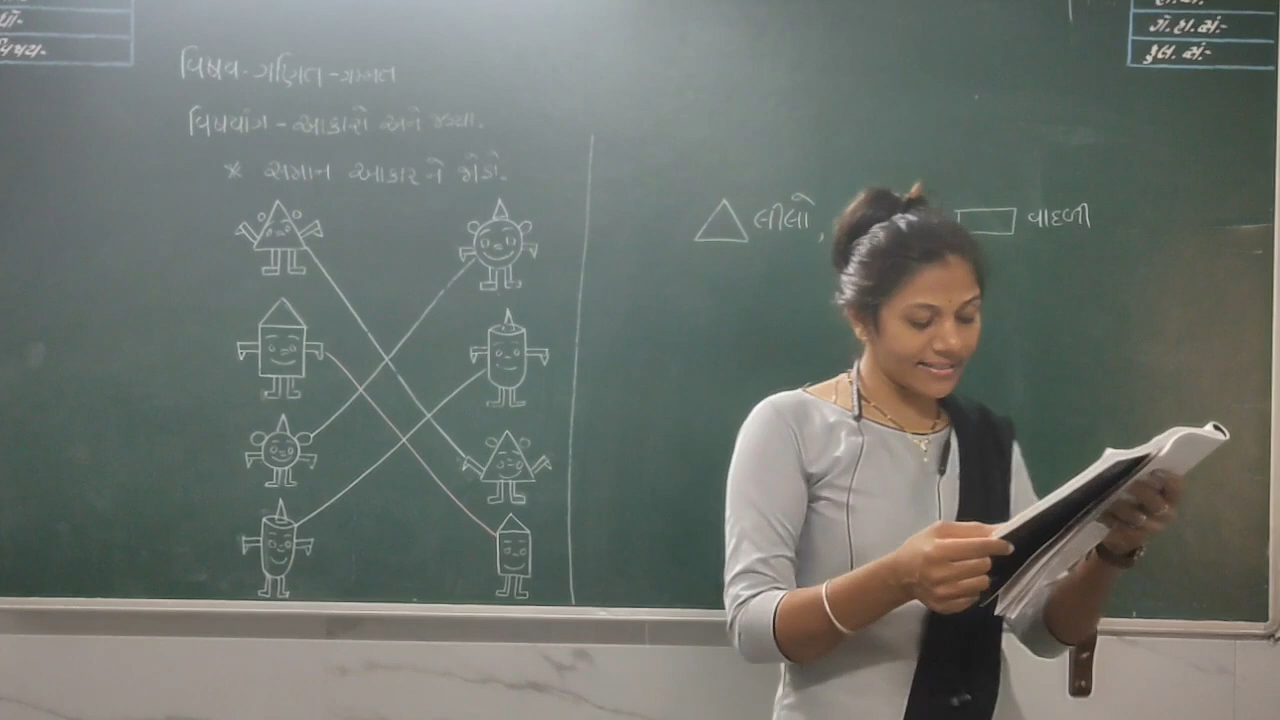 વિષય - ગણિત - ગમ્મત
વિષયાંગ - આકારો અને જગ્યા.
* સમાન આકાર ને જોડો.
લીલો,
વાદળી